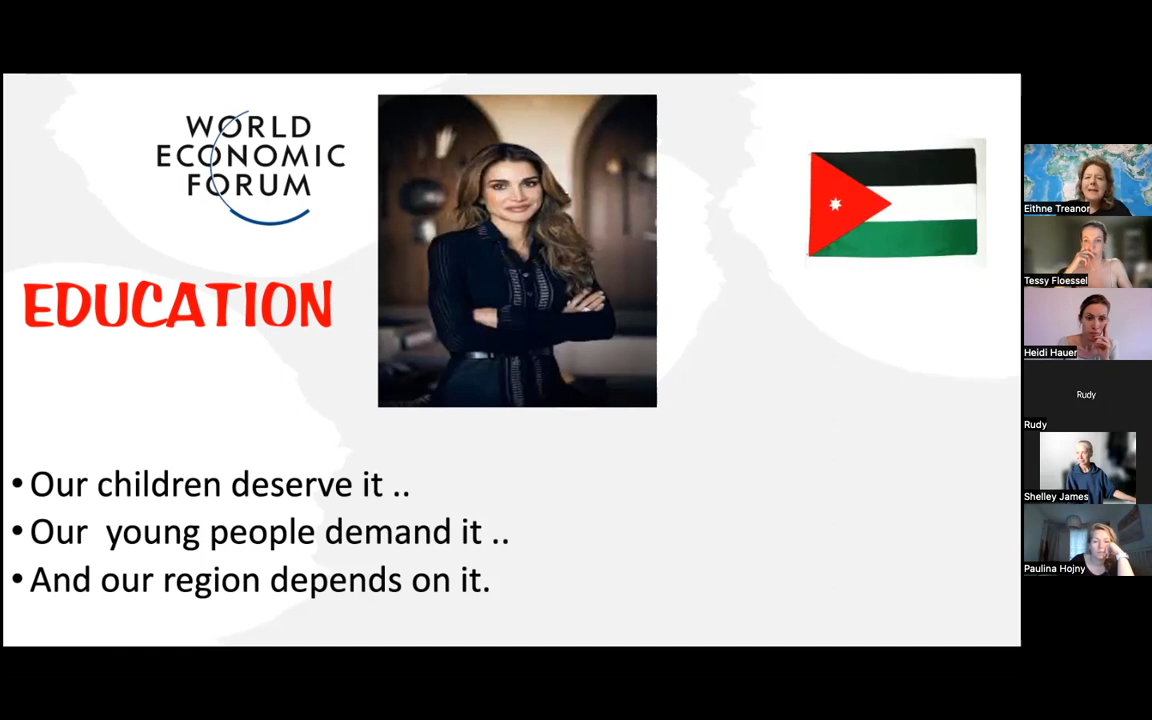 WORLD
ECONOMIC
FORUM
EDUCATION
• Our children deserve it ..
• Our  young people demand it ..
• And our region depends on it.
Eithne Treanor
Tessy Floessel
Heidi Hauer
Rudy
Rudy
Shelley James
Paulina Hojny